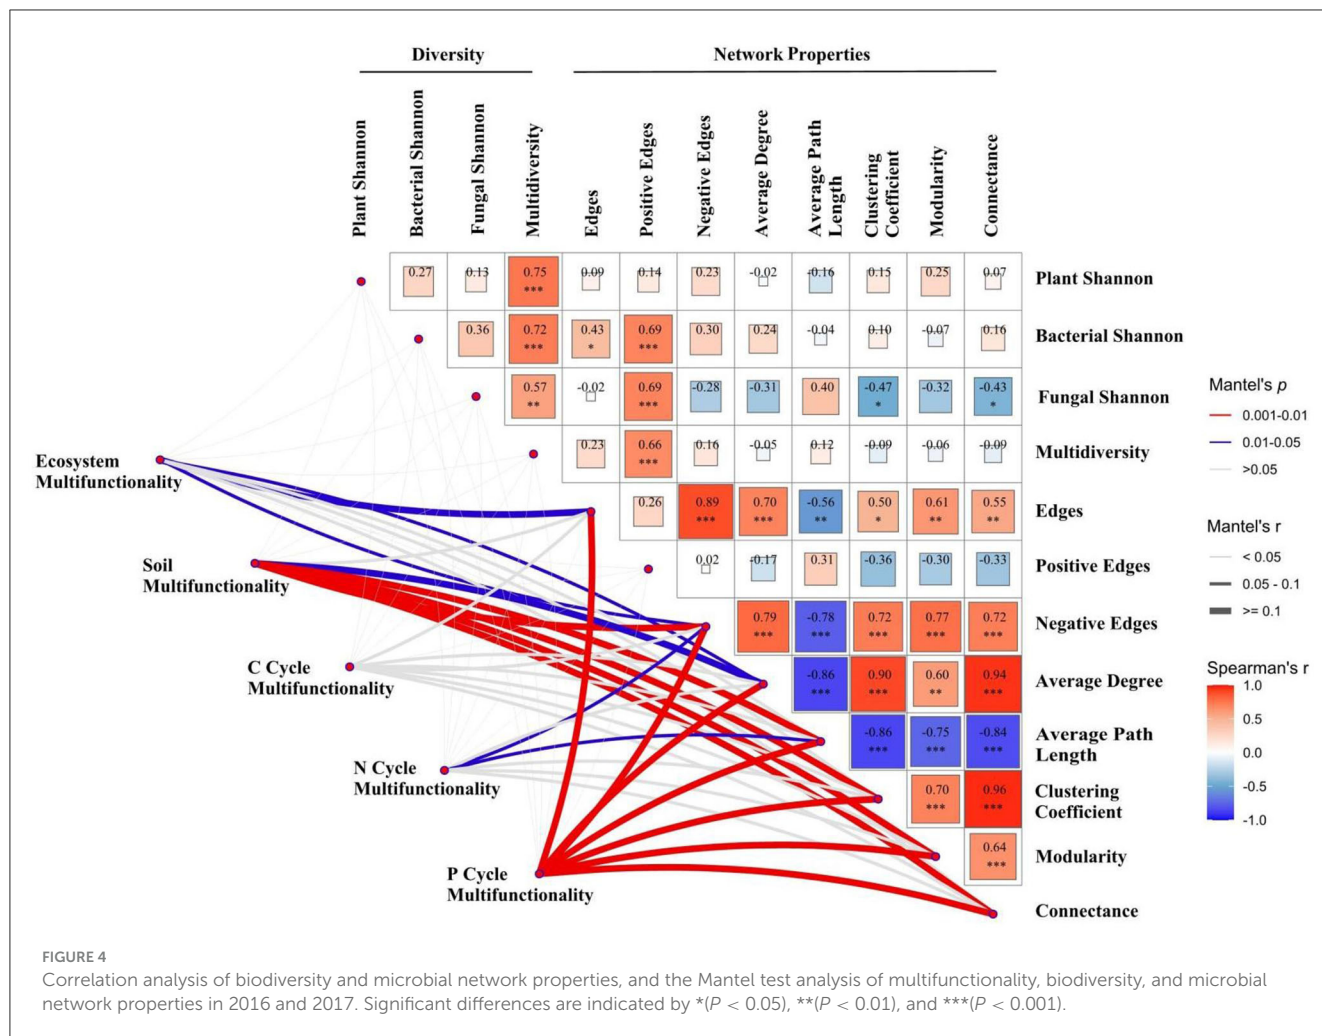 Diversity
Network Properties
Plant Shannon
Bacterial Shannon
Fungal Shannon
Multidiversity
Edges
Positive Edges
Negative Edges
Average Degree
Average Path
Length
Clustering
Coefficient
Modularity
Connectance
0.27 0.13 0.75 0.09 0.14 0.23 -0.02 -0.16 0.15 0.25 0.07
***
Plant Shannon
0.36 0.72 0.43 0.69 0.30 0.24 -0.04 0.10 -0.07 0.16
*** * ***
Bacterial Shannon
0.57 -0.02 0.69 -0.28 -0.31 0.40 -0.47 -0.32 -0.43
** *** * *
Fungal Shannon
0.23 0.66 0.16 -0.05 0.12 -0.09 -0.06 -0.09
***
Multidiversity
0.26 0.89 0.70 -0.56 0.50 0.61 0.55
*** *** ** * ** **
Edges
0.02 -0.17 0.31 -0.36 -0.30 -0.33
Positive Edges
0.79 -0.78 0.72 0.77 0.72
*** *** *** *** ***
Negative Edges
-0.86 0.90 0.60 0.94
*** *** ** ***
Average Degree
-0.86 -0.75 -0.84
*** *** ***
Average Path
Length
0.70 0.96
*** ***
Clustering
Coefficient
0.64
***
Modularity
Connectance
Ecosystem
Multifunctionality
Soil
Multifunctionality
C Cycle
Multifunctionality
N Cycle
Multifunctionality
P Cycle
Multifunctionality
Mantel's p
0.001-0.01
0.01-0.05
>0.05
Mantel's r
< 0.05
0.05 - 0.1
>= 0.1
Spearman's r
1.0
0.5
0.0
-0.5
-1.0
FIGURE 4
Correlation analysis of biodiversity and microbial network properties, and the Mantel test analysis of multifunctionality, biodiversity, and microbial
network properties in 2016 and 2017. Significant differences are indicated by *(P < 0.05), **(P < 0.01), and ***(P < 0.001).